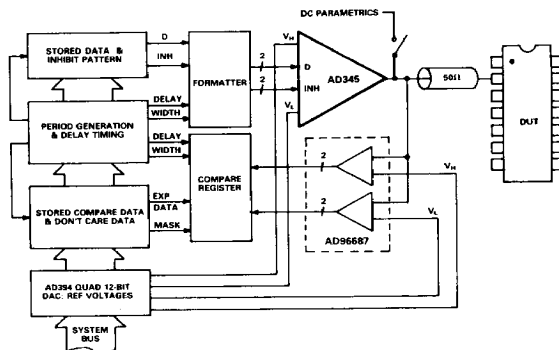 DC PARAMETRICS
STORED DATA &
INHIBIT PATTERN
D
INH
FORMATTER
2
2
VH
D
INH
VL
AD345
50Ω
DUT
PERIOD GENERATION
& DELAY TIMING
DELAY
WIDTH
DELAY
WIDTH
COMPARE
REGISTER
2
2
VH
VL
AD96687
STORED COMPARE DATA
& DON'T CARE DATA
EXP
DATA
MASK
AD394 QUAD 12-BIT
DAC: REF VOLTAGES
SYSTEM
BUS